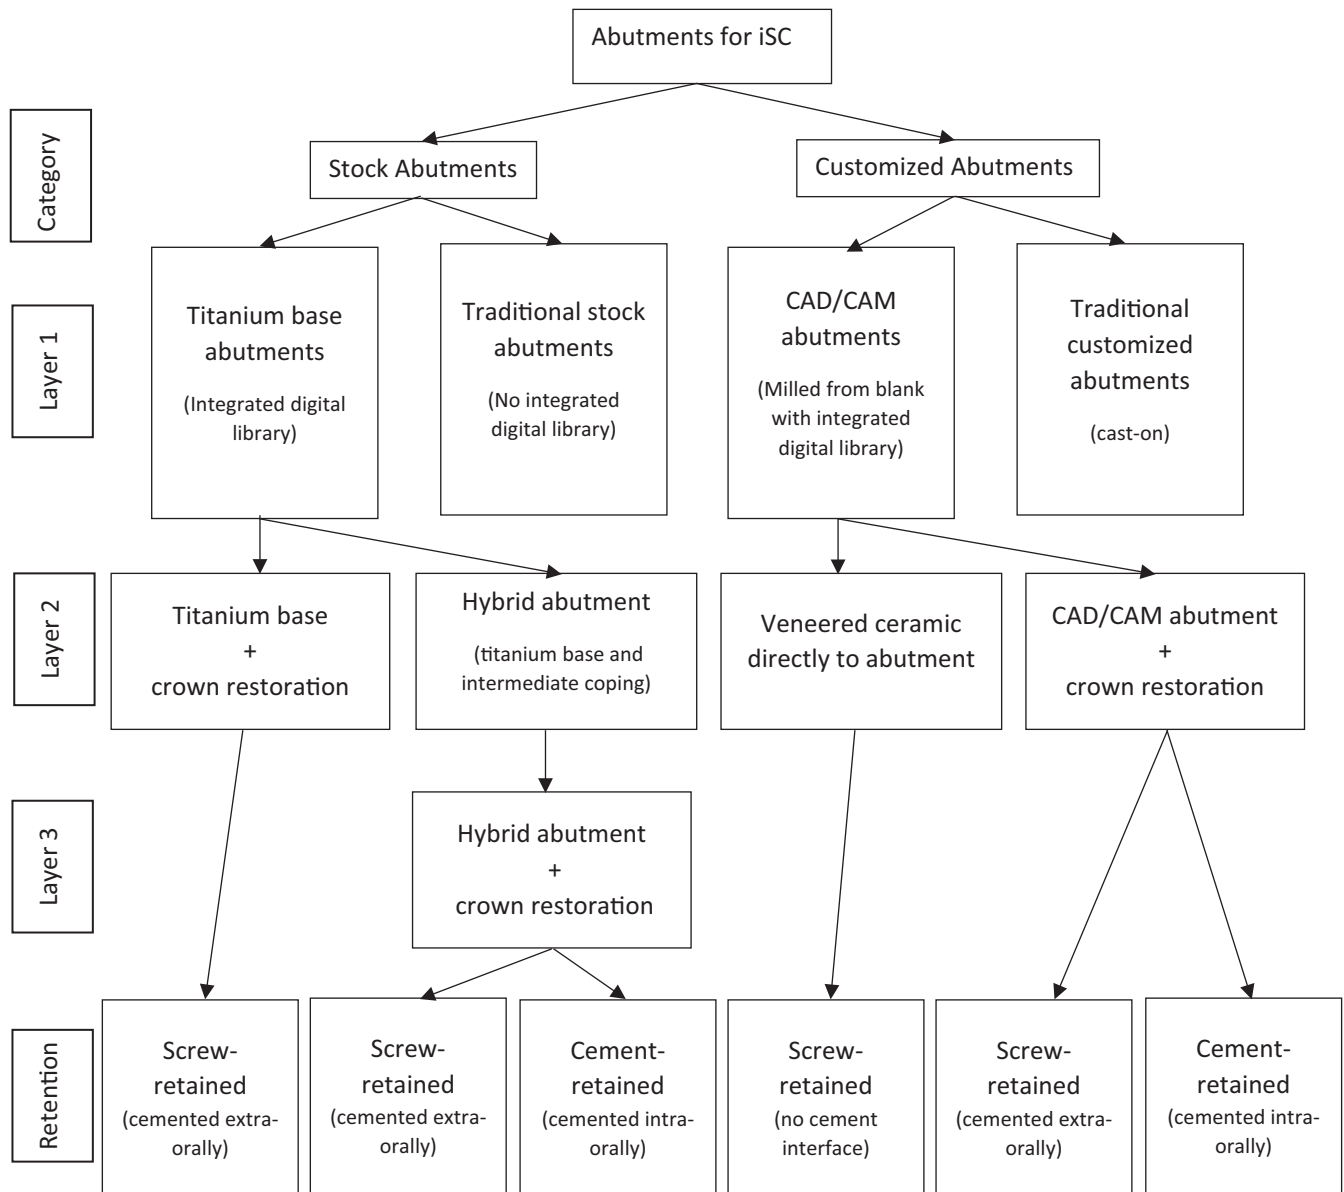 Abutments for iSC
Category
Stock Abutments
Customized Abutments
Layer 1
Titanium base
abutments
(Integrated digital
library)
Traditional stock
abutments
(No integrated
digital library)
CAD/CAM
abutments
(Milled from blank
with integrated
digital library)
Traditional
customized
abutments
(cast-on)
Layer 2
Titanium base
+
crown restoration
Hybrid abutment
(titanium base and
intermediate coping)
Veneered ceramic
directly to abutment
CAD/CAM abutment
+
crown restoration
Layer 3
Hybrid abutment
+
crown restoration
Retention
Screw-
retained
(cemented extra-
orally)
Screw-
retained
(cemented extra-
orally)
Cement-
retained
(cemented intra-
orally)
Screw-
retained
(no cement
interface)
Screw-
retained
(cemented extra-
orally)
Cement-
retained
(cemented intra-
orally)